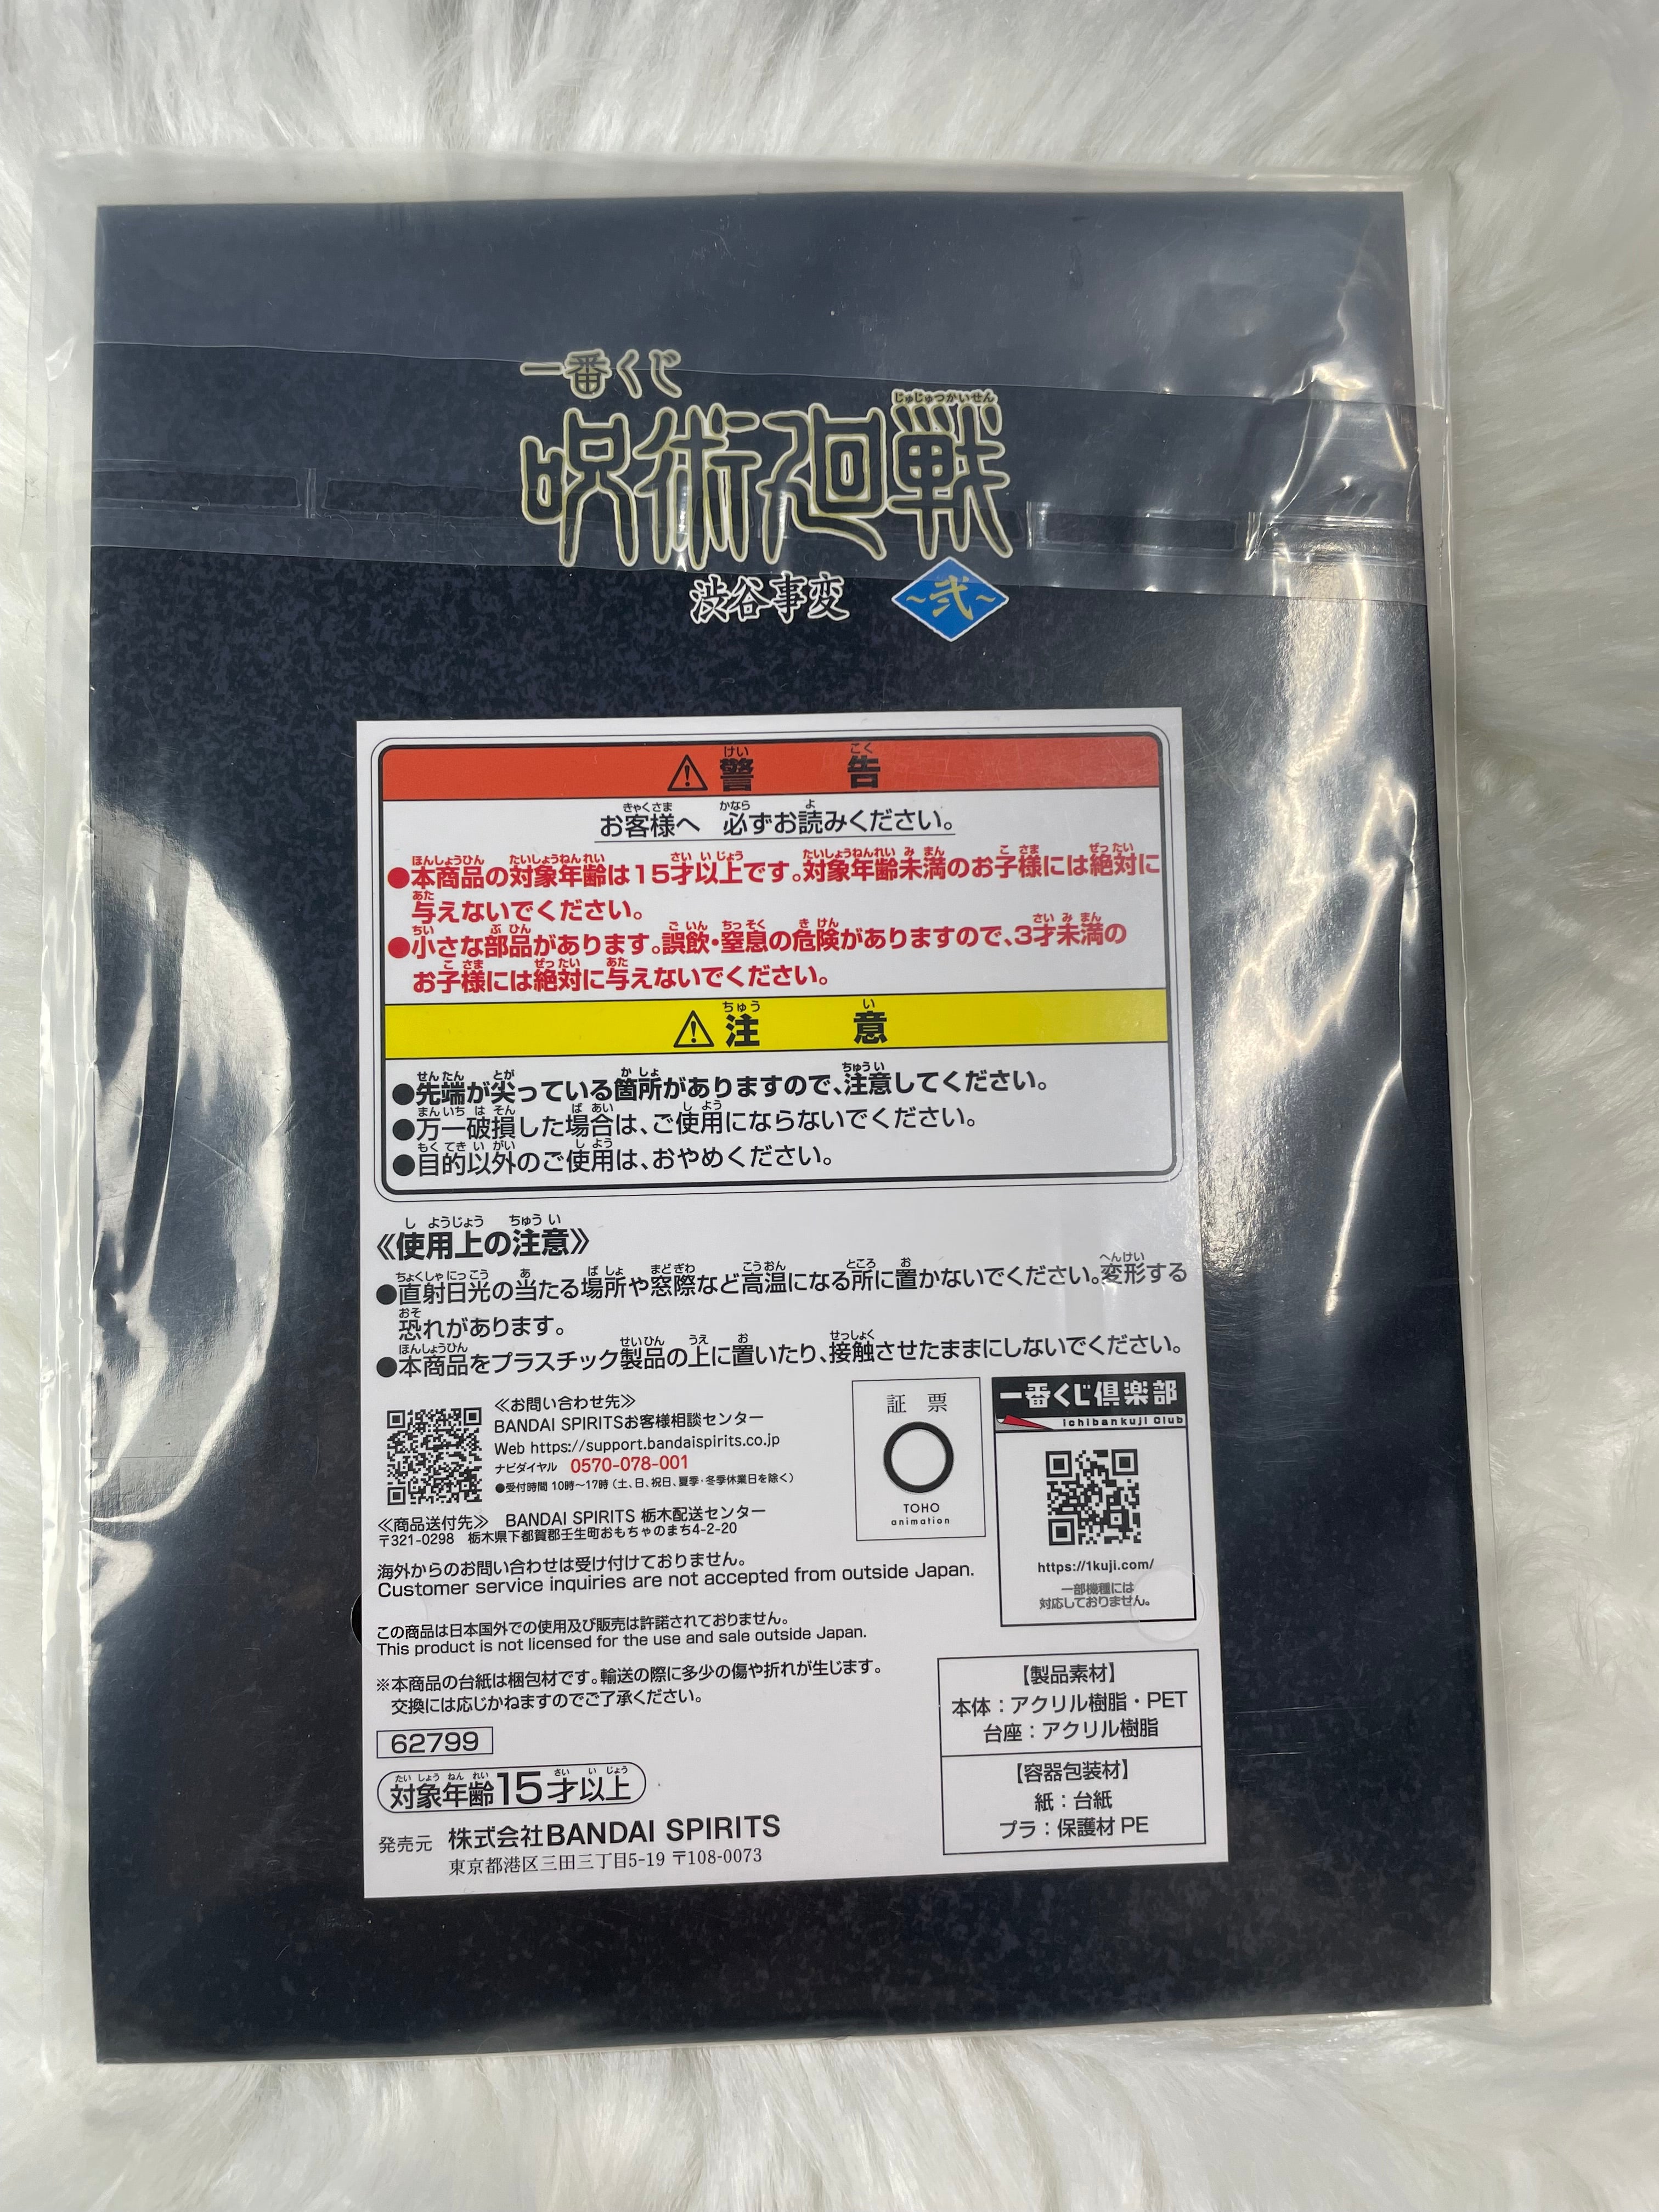 一番くじ
じゅじゅつかいせん
呪術廻戦
渋谷事変 ～弐～
警告
けい こく
お客様へ 必ずお読みください。
●本商品の対象年齢は15才以上です。対象年齢未満のお子様には絶対に
与えないでください。
●小さな部品があります。誤飲・窒息の危険がありますので、3才未満の
お子様には絶対に与えないでください。
注意
ちゅう い
●先端が尖っている箇所がありますので、注意してください。
●万一破損した場合は、ご使用にならないでください。
●目的以外のご使用は、おやめください。
《使用上の注意》
●直射日光の当たる場所や窓際など高温になる所に置かないでください。変形する
恐れがあります。
●本商品をプラスチック製品の上に置いたり、接触させたままにしないでください。
≪お問い合わせ先≫
BANDAI SPIRITSお客様相談センター
Web https://support.bandaispirits.co.jp
ナビダイヤル 0570-078-001
●受付時間 10時～17時（土、日、祝日、夏季・冬季休業日を除く）
≪商品送付先≫ BANDAI SPIRITS 栃木配送センター
〒321-0298 栃木県下都賀郡壬生町おもちゃのまち4-2-20
証票
TOHO
animation
一番くじ倶楽部
ichibankuji Club
https://1kuji.com/
一部機種には
対応しておりません。
海外からのお問い合わせは受け付けておりません。
Customer service inquiries are not accepted from outside Japan.
この商品は日本国外での使用及び販売は許諾されておりません。
This product is not licensed for the use and sale outside Japan.
※本商品の台紙は梱包材です。輸送の際に多少の傷や折れが生じます。
交換には応じかねますのでご了承ください。
62799
対象年齢15才以上
発売元 株式会社BANDAI SPIRITS
東京都港区三田三丁目5-19 〒108-0073
【製品素材】
本体：アクリル樹脂・PET
台座：アクリル樹脂
【容器包装材】
紙：台紙
プラ：保護材 PE